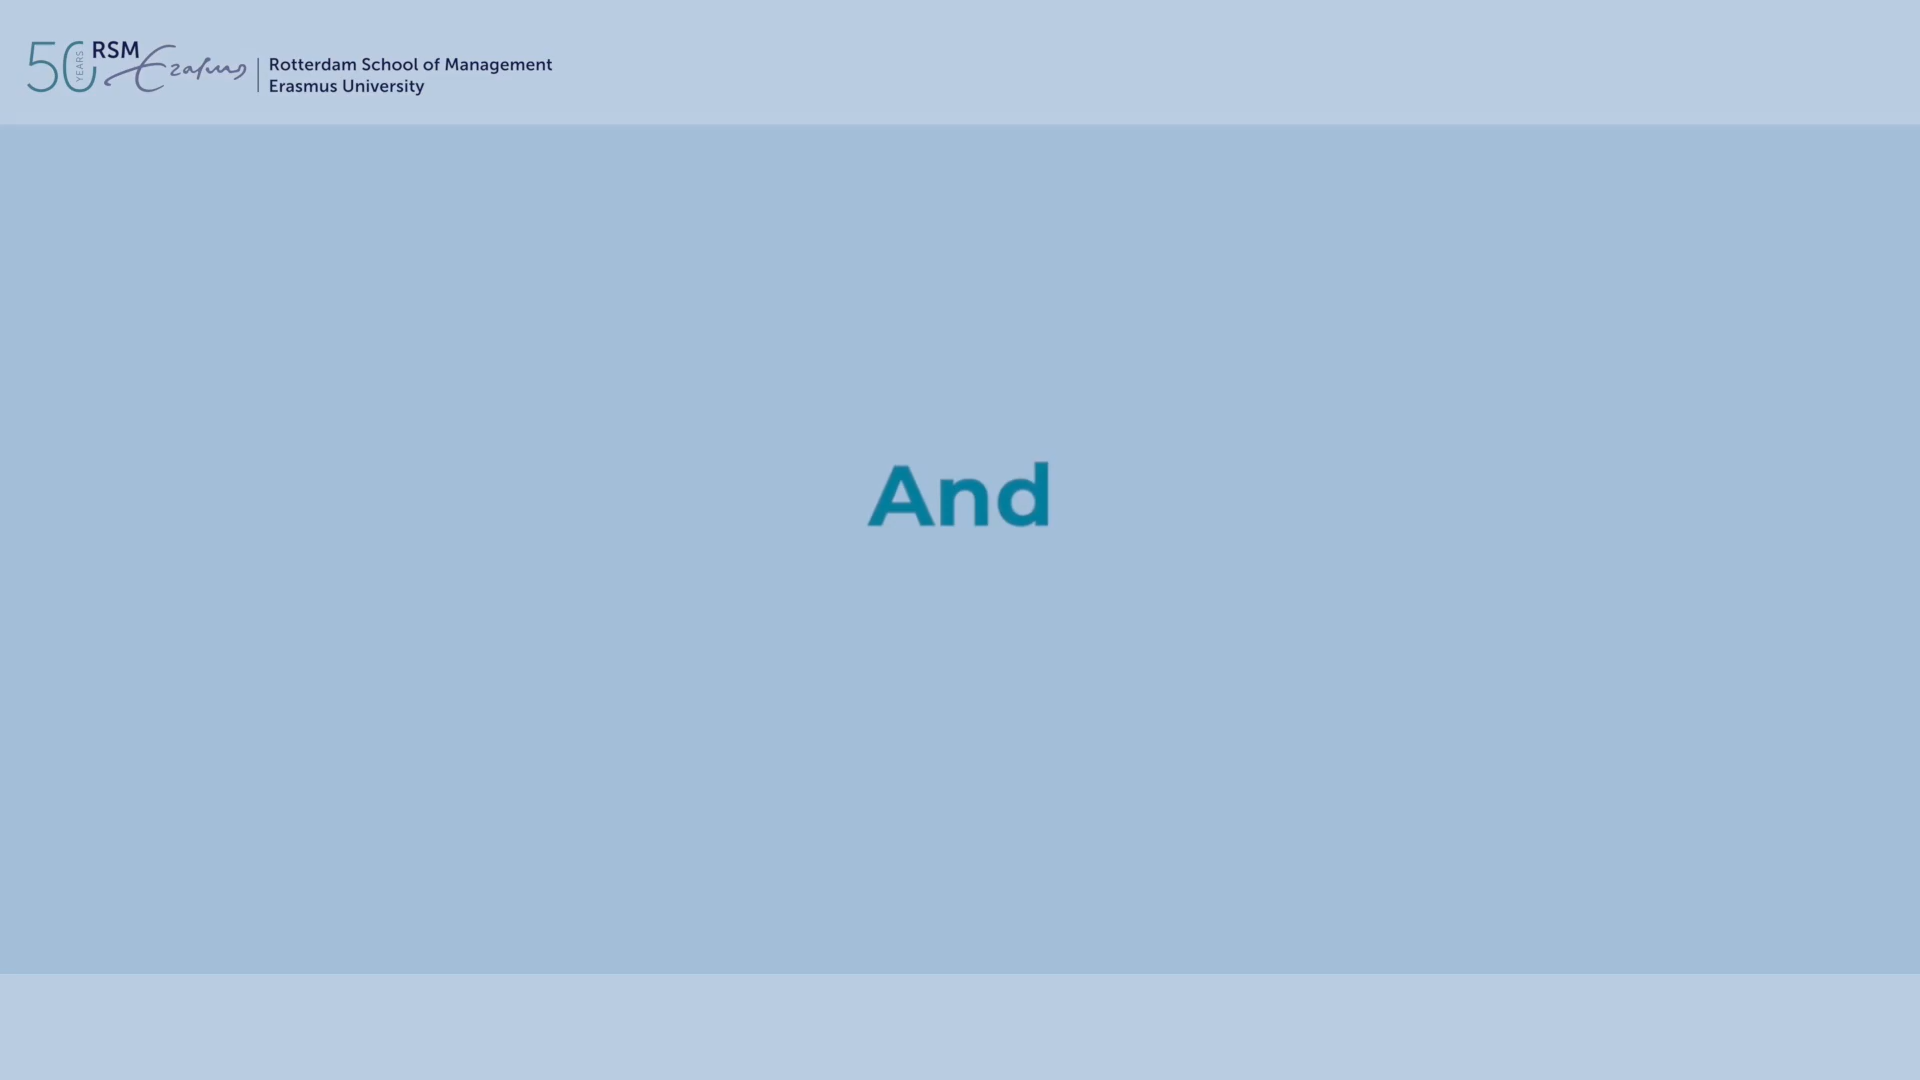 50 YEARS RSM Erasmus
Rotterdam School of Management
Erasmus University
And